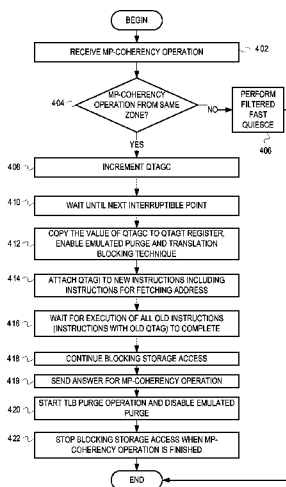 BEGIN
RECEIVE MP-COHERENCY OPERATION
402
MP-COHERENCY
OPERATION FROM SAME
ZONE?
404
NO
PERFORM
FILTERED
FAST
QUIESCE
406
YES
408
INCREMENT QTAGC
410
WAIT UNTIL NEXT INTERRUPTIBLE POINT
412
COPY THE VALUE OF QTAGC TO QTAGT REGISTER,
ENABLE EMULATED PURGE AND TRANSLATION
BLOCKING TECHNIQUE
414
ATTACH QTAGI TO NEW INSTRUCTIONS INCLUDING
INSTRUCTIONS FOR FETCHING ADDRESS
416
WAIT FOR EXECUTION OF ALL OLD INSTRUCTIONS
(INSTRUCTIONS WITH OLD QTAG) TO COMPLETE
418
CONTINUE BLOCKING STORAGE ACCESS
419
SEND ANSWER FOR MP-COHERENCY OPERATION
420
START TLB PURGE OPERATION AND DISABLE EMULATED
PURGE
422
STOP BLOCKING STORAGE ACCESS WHEN MP-
COHERENCY OPERATION IS FINISHED
END